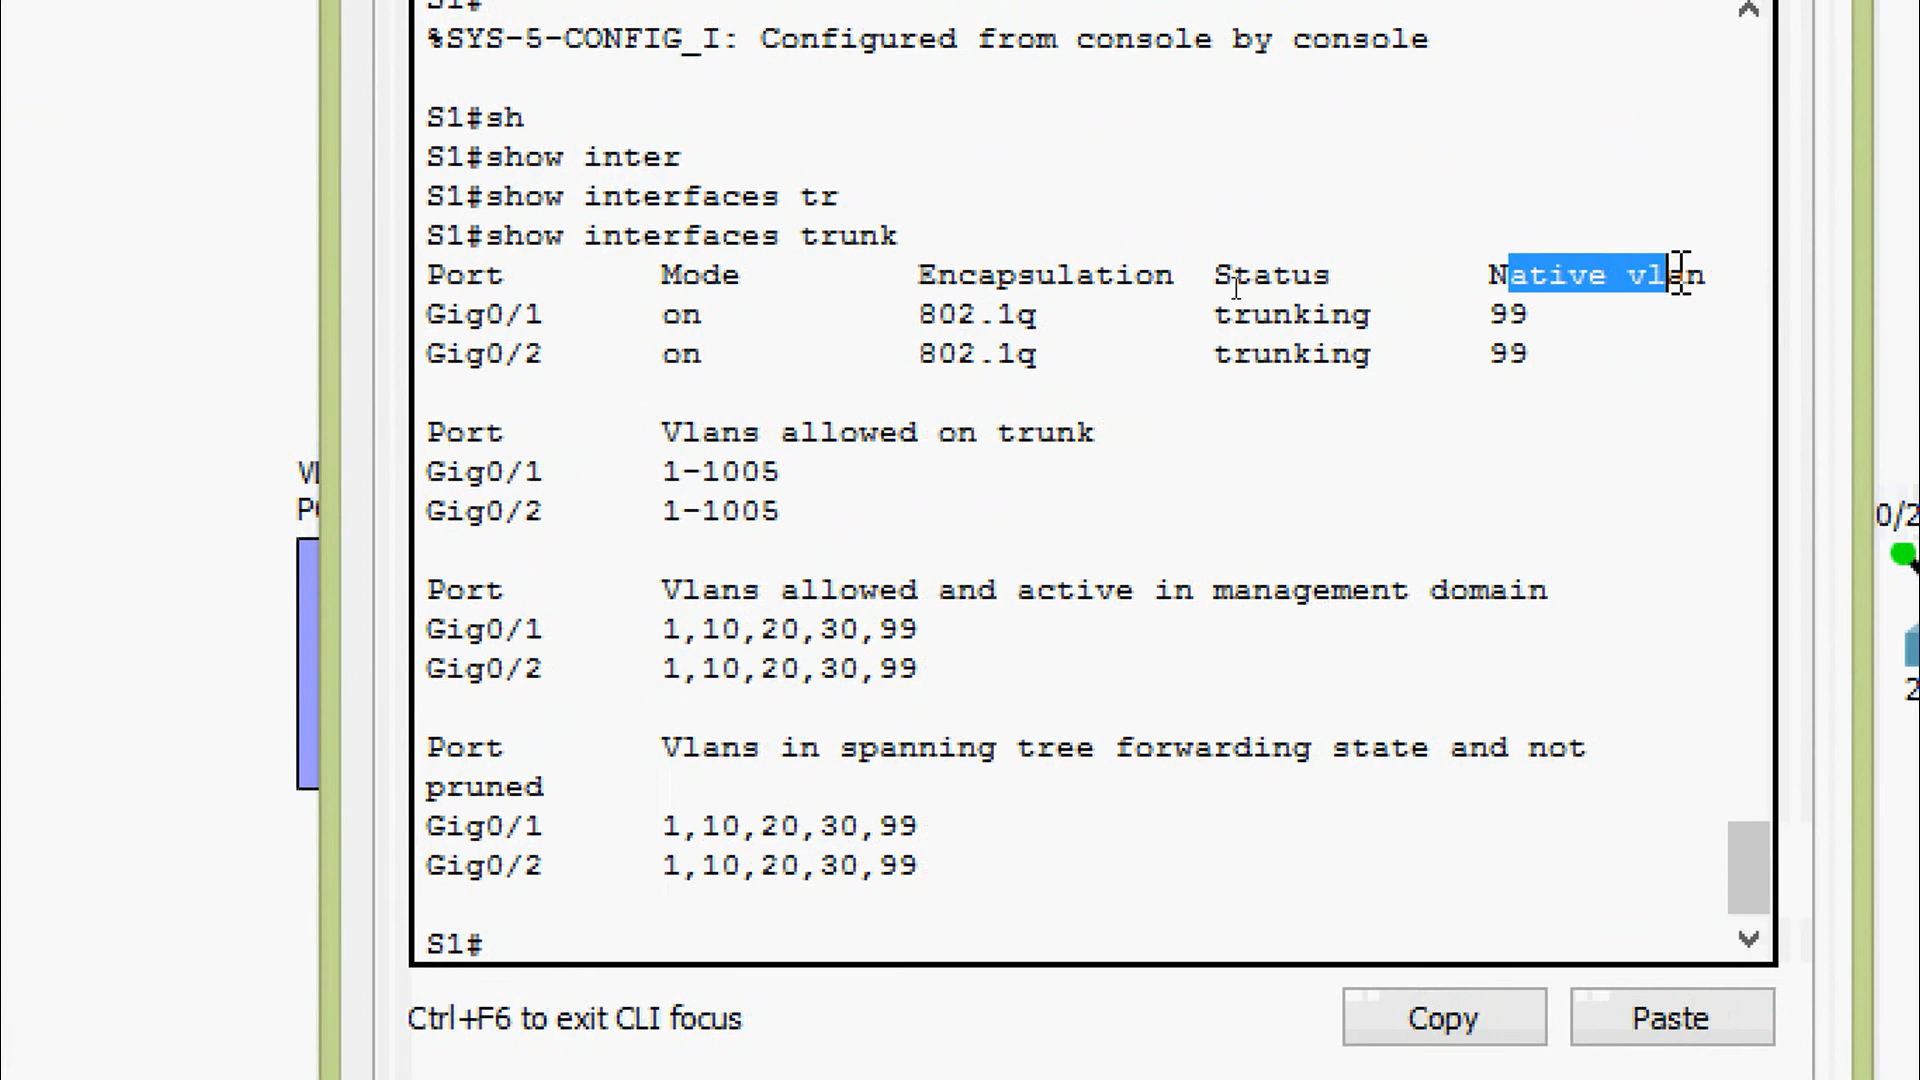 S1#
%SYS-5-CONFIG_I: Configured from console by console
S1#sh
S1#show inter
S1#show interfaces tr
S1#show interfaces trunk
Port Mode Encapsulation Status Native vlan
Gig0/1 on 802.1q trunking 99
Gig0/2 on 802.1q trunking 99
Port Vlans allowed on trunk
Gig0/1 1-1005
Gig0/2 1-1005
Port Vlans allowed and active in management domain
Gig0/1 1,10,20,30,99
Gig0/2 1,10,20,30,99
Port Vlans in spanning tree forwarding state and not
pruned
Gig0/1 1,10,20,30,99
Gig0/2 1,10,20,30,99
S1#
Ctrl+F6 to exit CLI focus
Copy
Paste
0/2
2